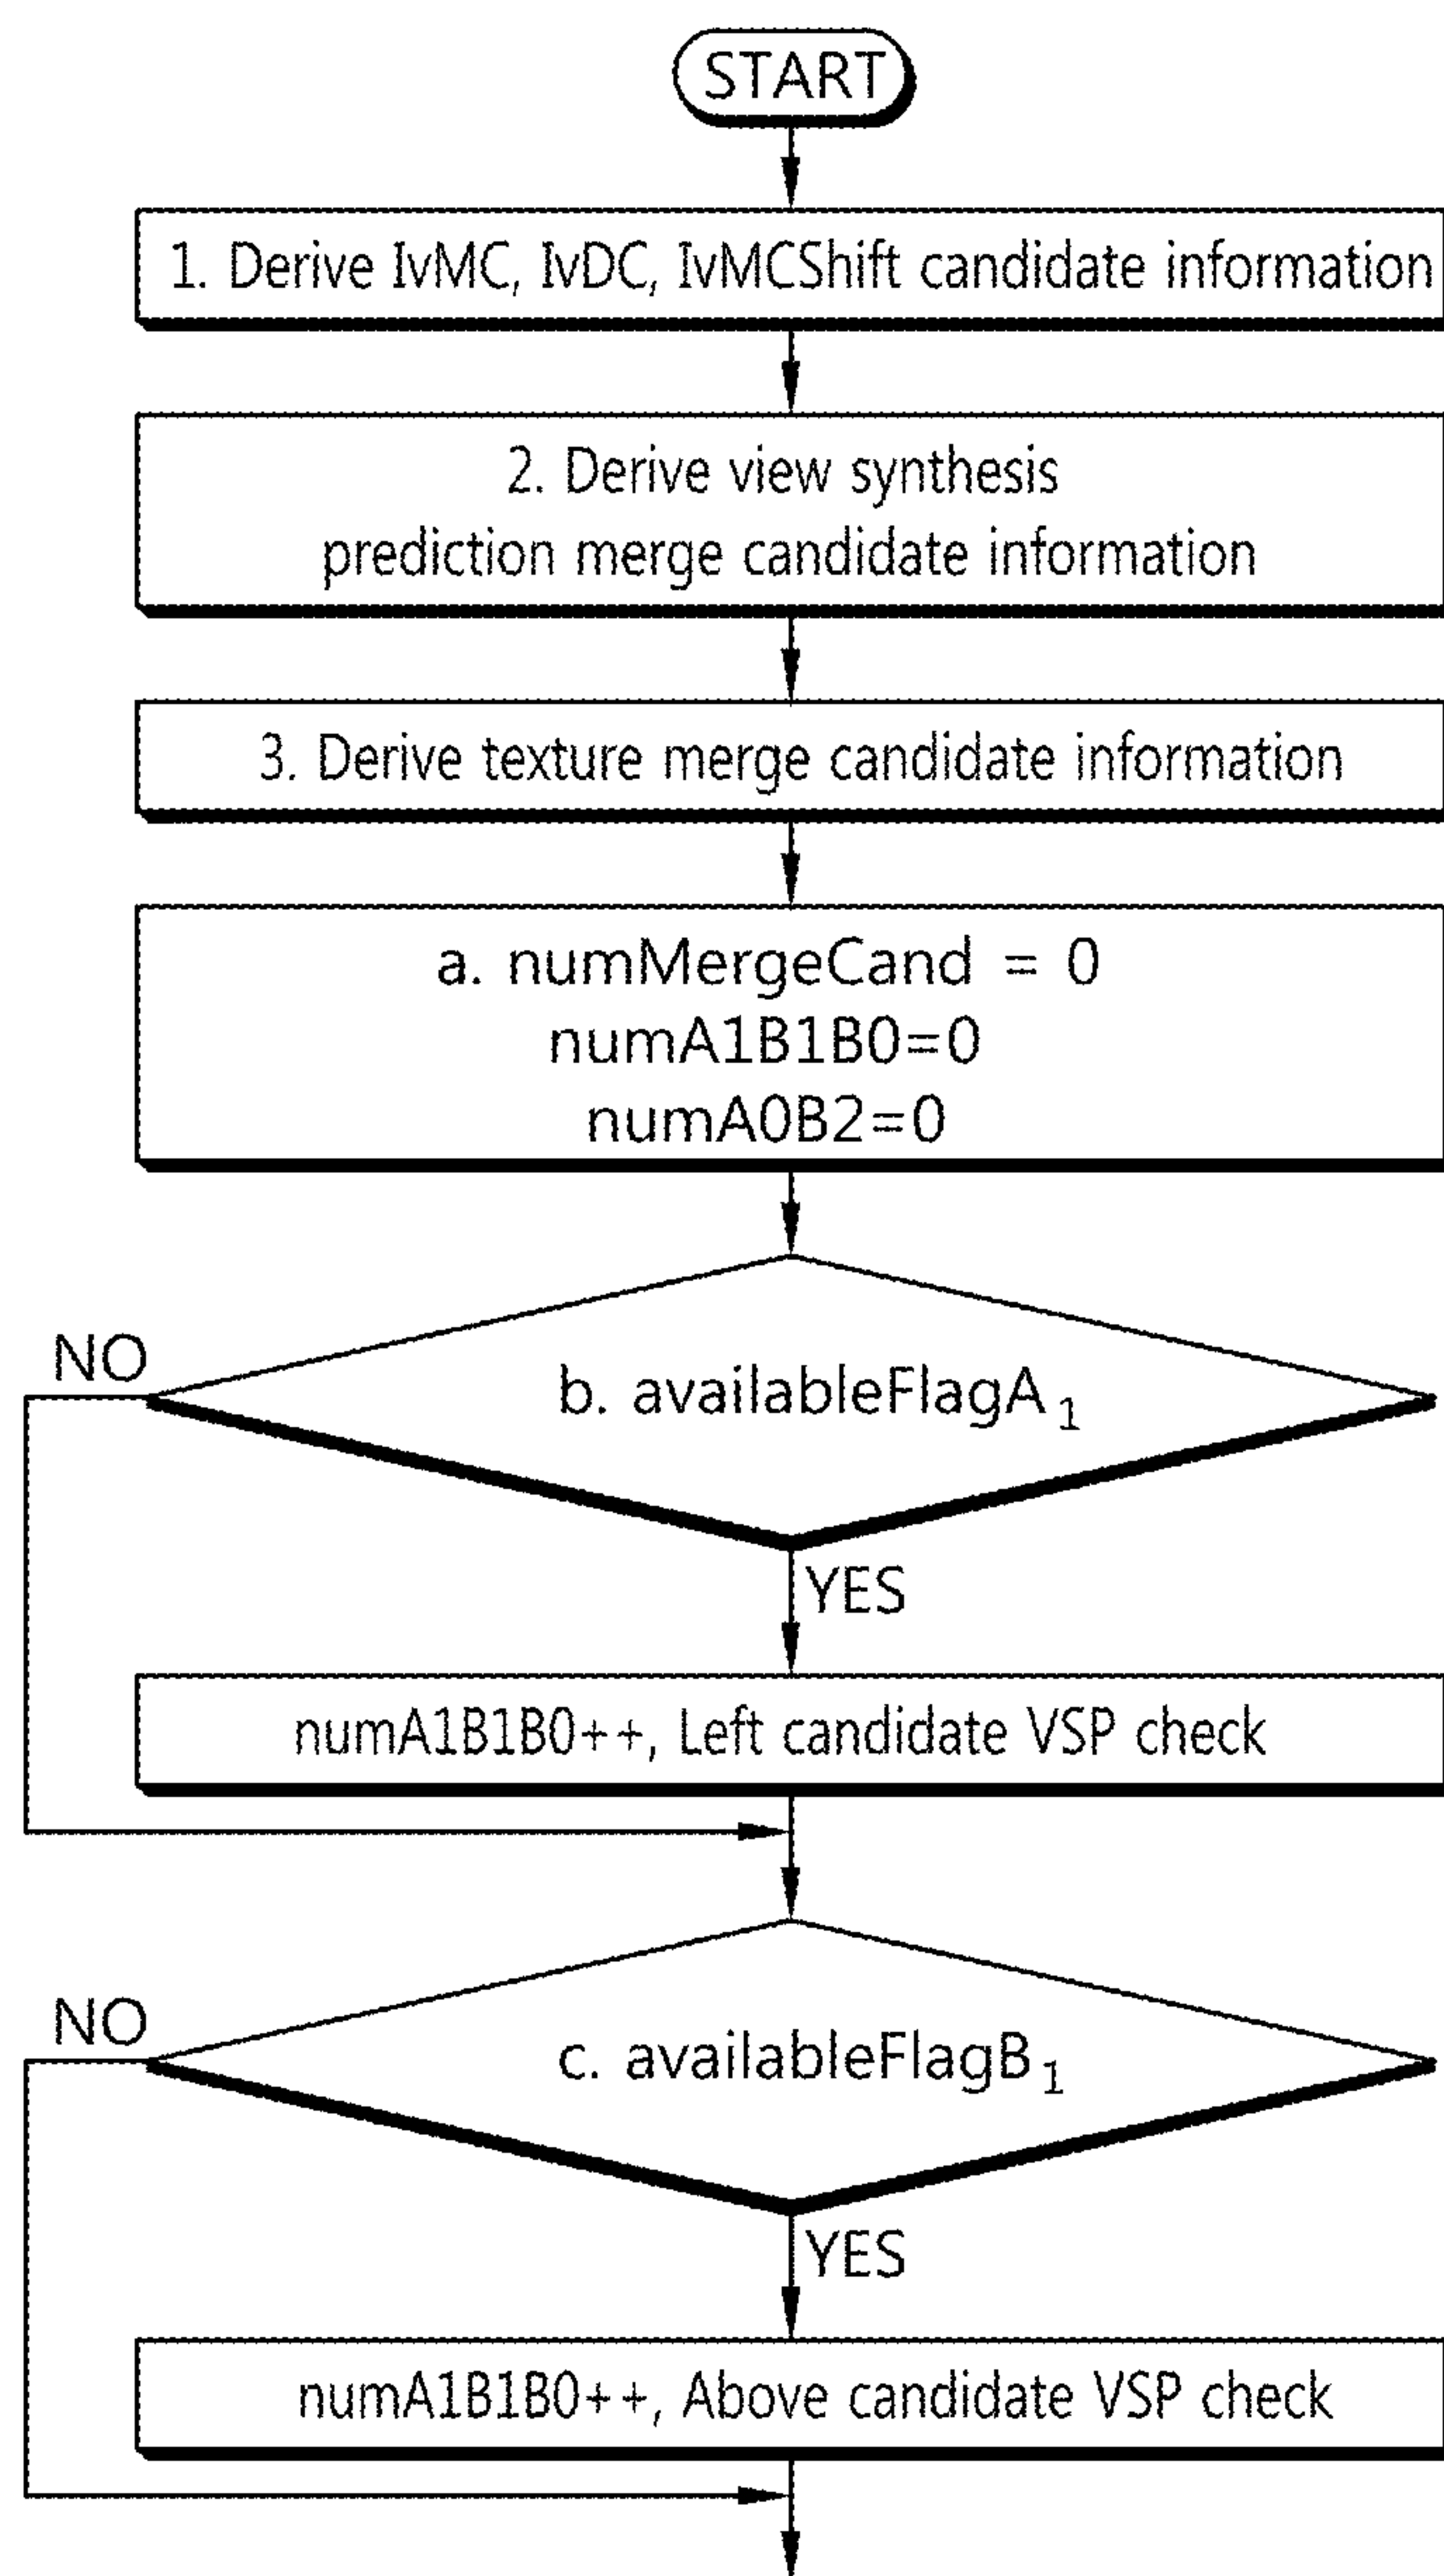 START
1. Derive IvMC, IvDC, IvMCShift candidate information
2. Derive view synthesis
prediction merge candidate information
3. Derive texture merge candidate information
a. numMergeCand = 0
numA1B1B0=0
numA0B2=0
NO
b. availableFlagA1
YES
numA1B1B0++, Left candidate VSP check
NO
c. availableFlagB1
YES
numA1B1B0++, Above candidate VSP check